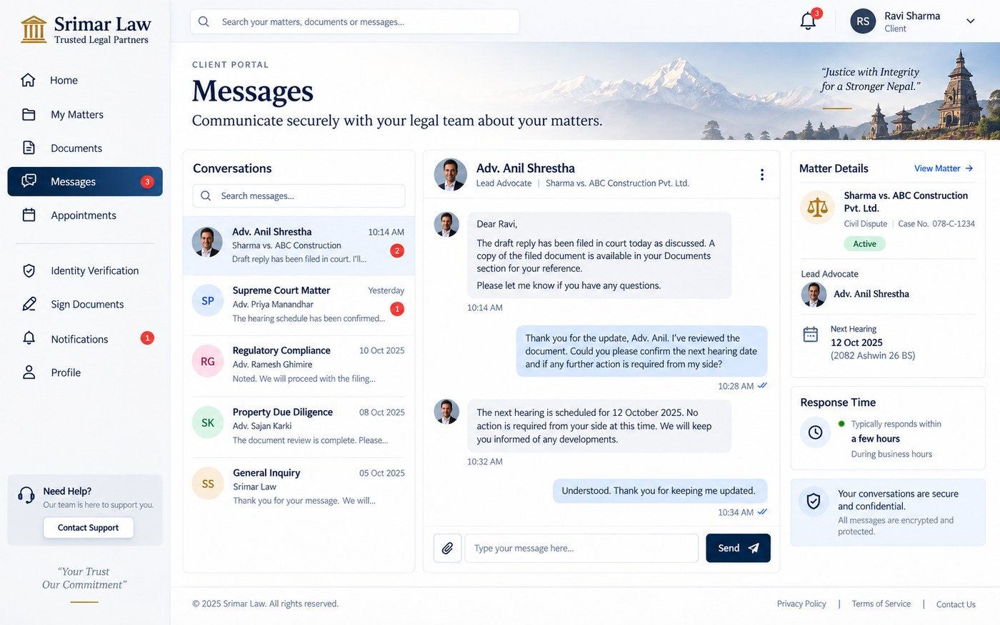 Srimar Law
Trusted Legal Partners
Home
My Matters
Documents
Messages
3
Appointments
Identity Verification
Sign Documents
Notifications
1
Profile
Need Help?
Our team is here to support you.
Contact Support
“Your Trust
Our Commitment”
Search your matters, documents or messages...
3
RS
Ravi Sharma
Client
CLIENT PORTAL
Messages
Communicate securely with your legal team about your matters.
“Justice with Integrity
for a Stronger Nepal.”
Conversations
Search messages...
Adv. Anil Shrestha
10:14 AM
Sharma vs. ABC Construction
2
Draft reply has been filed in court. I'll...
SP
Supreme Court Matter
Yesterday
Adv. Priya Manandhar
1
The hearing schedule has been confirmed...
RG
Regulatory Compliance
10 Oct 2025
Adv. Ramesh Ghimire
Noted. We will proceed with the filing...
SK
Property Due Diligence
08 Oct 2025
Adv. Sajan Karki
The document review is complete. Please...
SS
General Inquiry
05 Oct 2025
Srimar Law
Thank you for your message. We will...
Adv. Anil Shrestha
Lead Advocate | Sharma vs. ABC Construction Pvt. Ltd.
Dear Ravi,
The draft reply has been filed in court today as discussed. A
copy of the filed document is available in your Documents
section for your reference.
Please let me know if you have any questions.
10:14 AM
Thank you for the update, Adv. Anil. I've reviewed the
document. Could you please confirm the next hearing date
and if any further action is required from my side?
10:28 AM
The next hearing is scheduled for 12 October 2025. No
action is required from your side at this time. We will keep
you informed of any developments.
10:32 AM
Understood. Thank you for keeping me updated.
10:34 AM
Type your message here...
Send
Matter Details
View Matter
Sharma vs. ABC Construction
Pvt. Ltd.
Civil Dispute | Case No. 078-C-1234
Active
Lead Advocate
Adv. Anil Shrestha
Next Hearing
12 Oct 2025
(2082 Ashwin 26 BS)
Response Time
Typically responds within
a few hours
During business hours
Your conversations are secure
and confidential.
All messages are encrypted and
protected.
© 2025 Srimar Law. All rights reserved.
Privacy Policy | Terms of Service | Contact Us